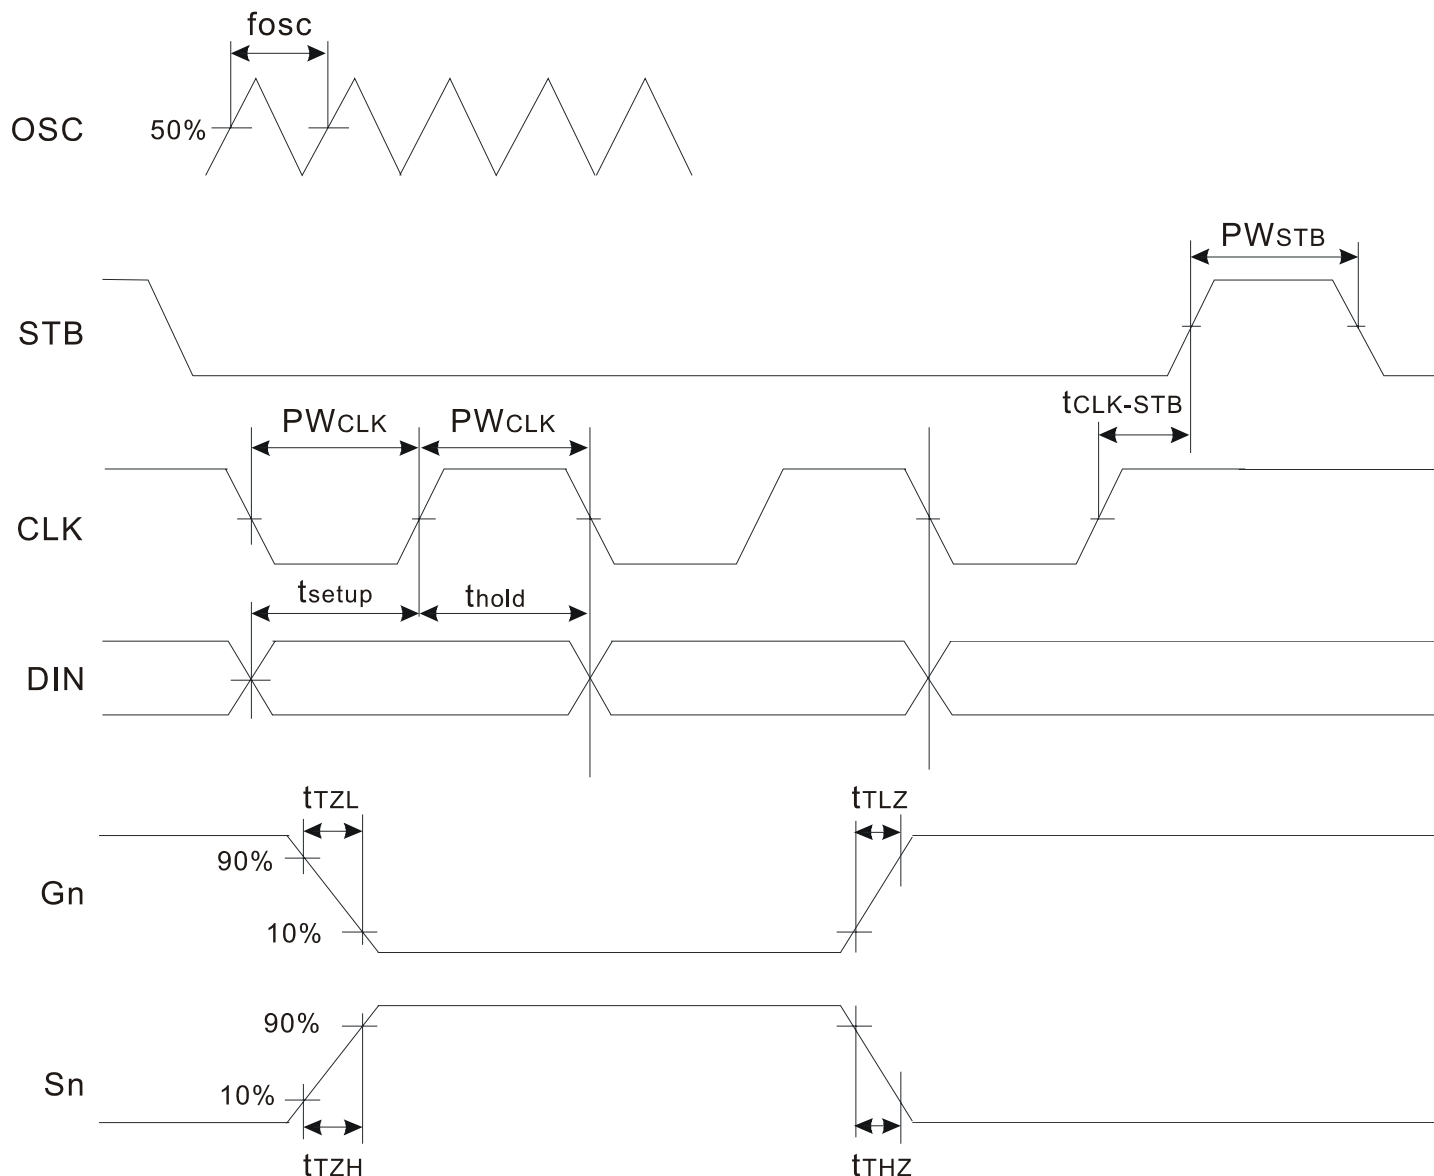 fosc
OSC
50%
PWSTB
STB
tCLK-STB
PWCLK PWCLK
CLK
tsetup thold
DIN
tTZL tTLZ
90%
Gn
10%
90%
Sn
10%
tTZH tTHZ